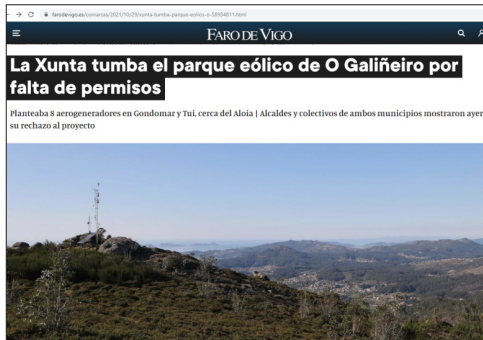 farodevigo.es/comarcas/2021/10/29/xunta-tumba-parque-eolico-o-58934811.html
FARO DE VIGO
La Xunta tumba el parque eólico de O Galiñeiro por
falta de permisos
Planteaba 8 aerogeneradores en Gondomar y Tui, cerca del Aloia | Alcaldes y colectivos de ambos municipios mostraron ayer
su rechazo al proyecto